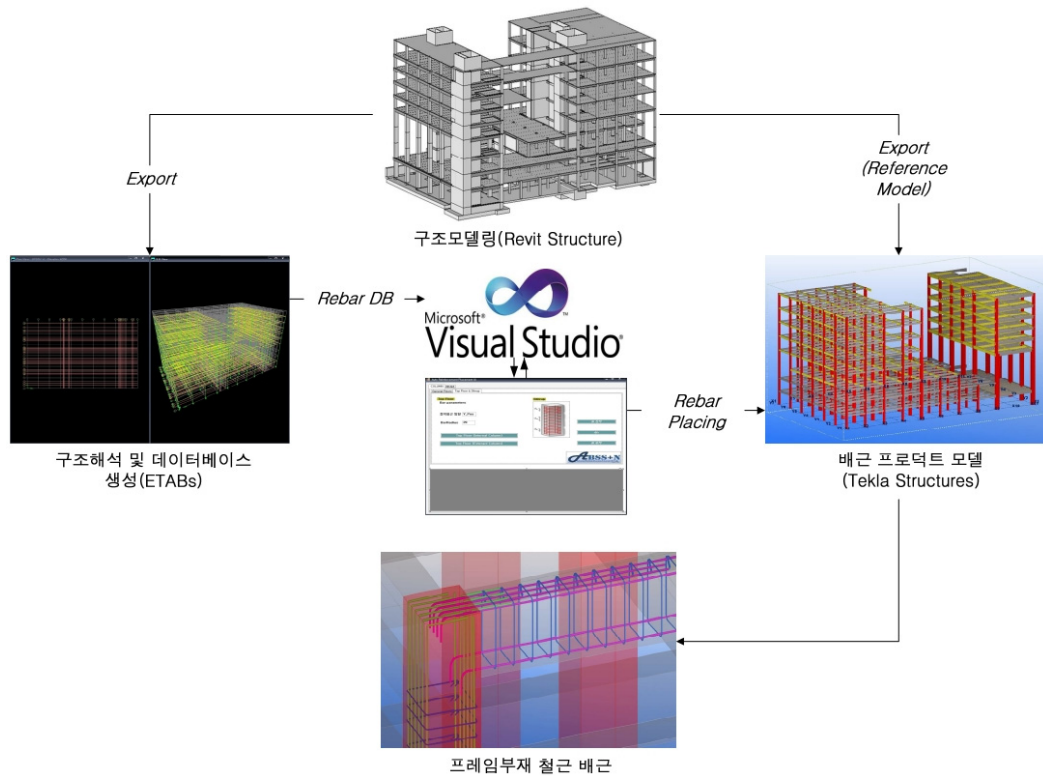 구조모델링(Revit Structure)
Export
Export
(Reference
Model)
Rebar DB
Microsoft®
Visual Studio®
Rebar
Placing
ABSS+N
구조해석 및 데이터베이스
생성(ETABs)
배근 프로덕트 모델
(Tekla Structures)
프레임부재 철근 배근